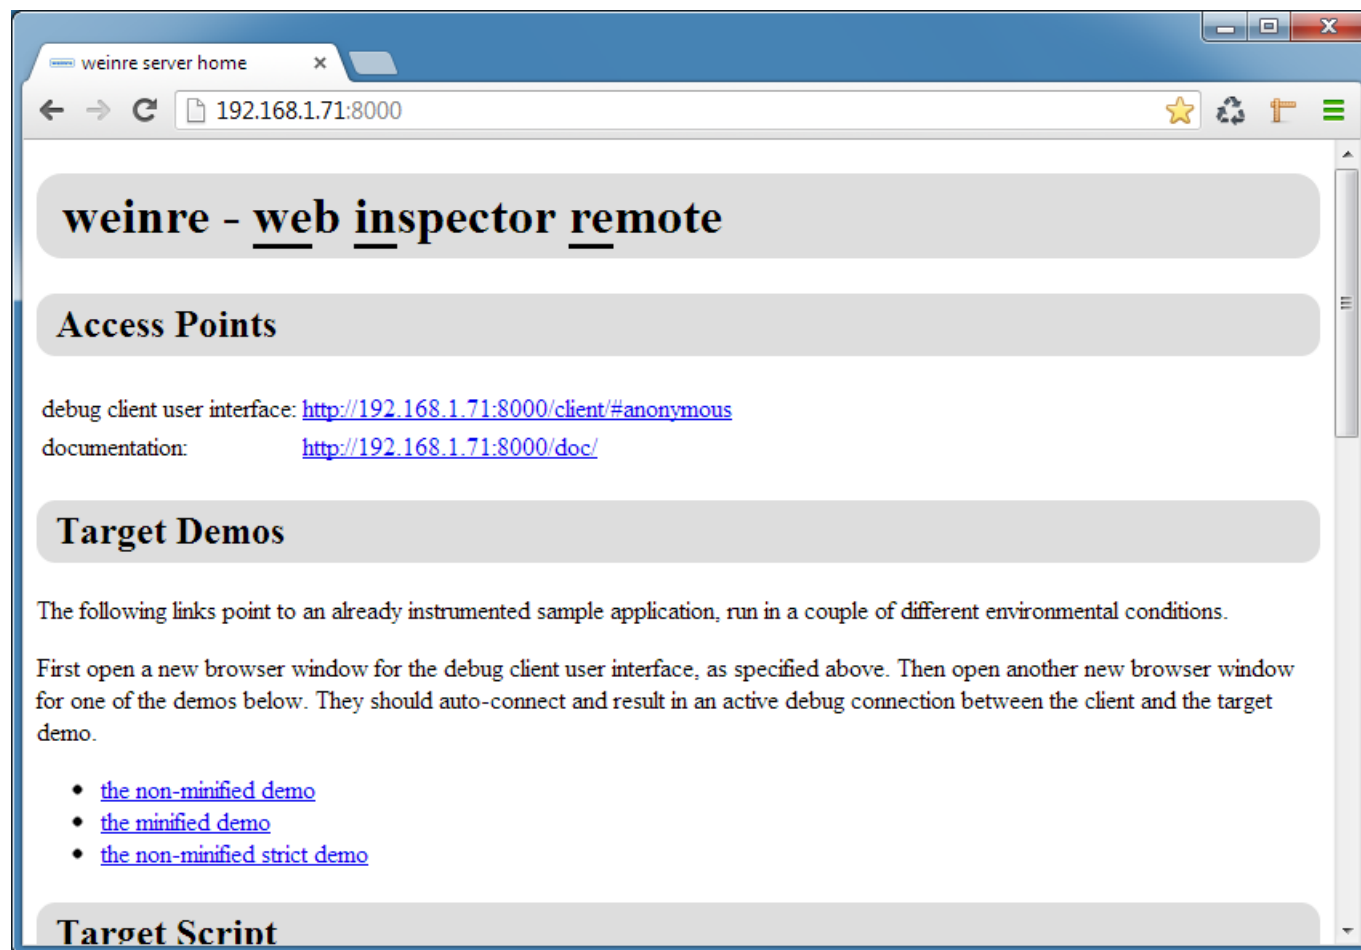 weinre server home
192.168.1.71:8000
weinre - web inspector remote
Access Points
debug client user interface: http://192.168.1.71:8000/client/#anonymous
documentation: http://192.168.1.71:8000/doc/
Target Demos
The following links point to an already instrumented sample application, run in a couple of different environmental conditions.
First open a new browser window for the debug client user interface, as specified above. Then open another new browser window
for one of the demos below. They should auto-connect and result in an active debug connection between the client and the target
demo.
the non-minified demo
the minified demo
the non-minified strict demo
Target Script